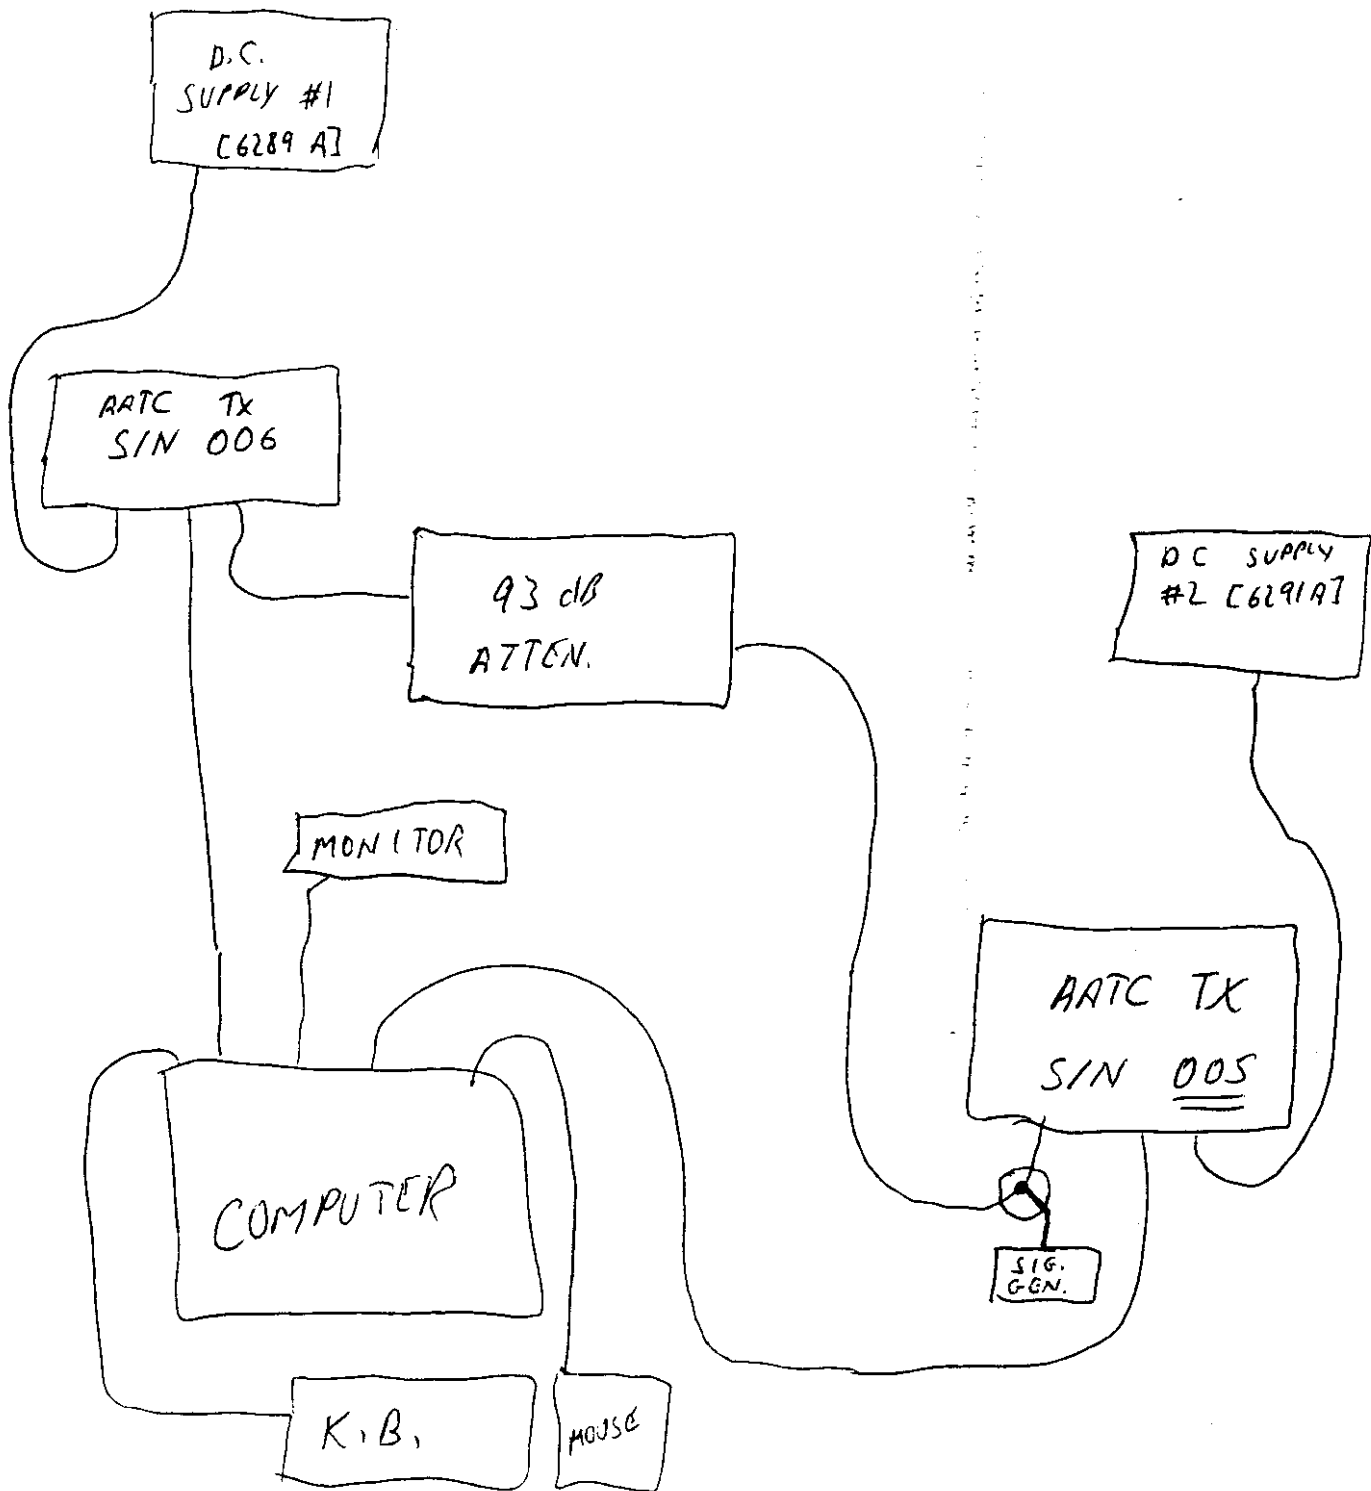 D.C.
SUPPLY #1
[6289 A]
AATC TX
S/N 006
93 dB
ATTEN.
DC SUPPLY
#2 [6291A]
MONITOR
AATC TX
S/N 005
COMPUTER
SIG.
GEN.
K.B.
MOUSE